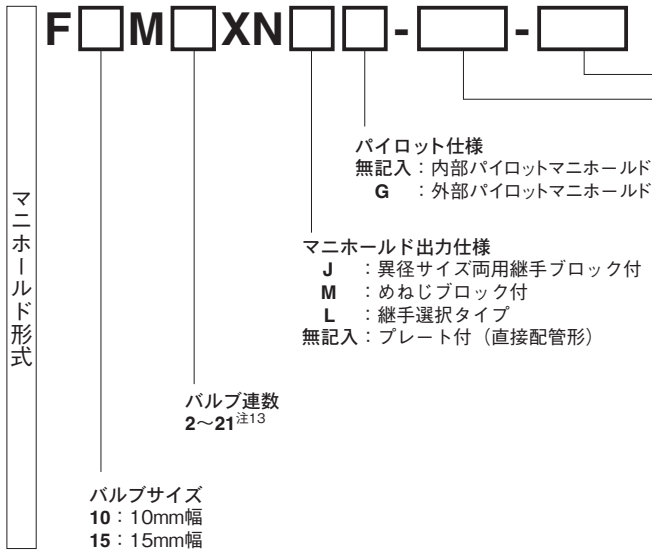 F□M□XN□□-□-□
パイロット仕様
無記入：内部パイロットマニホールド
G　：外部パイロットマニホールド
マニホールド出力仕様
J　：異径サイズ両用継手ブロック付
M　：めねじブロック付
L　：継手選択タイプ
無記入：プレート付（直接配管形）
バルブ連数
2～21注13
バルブサイズ
10：10mm幅
15：15mm幅
マニホールド形式